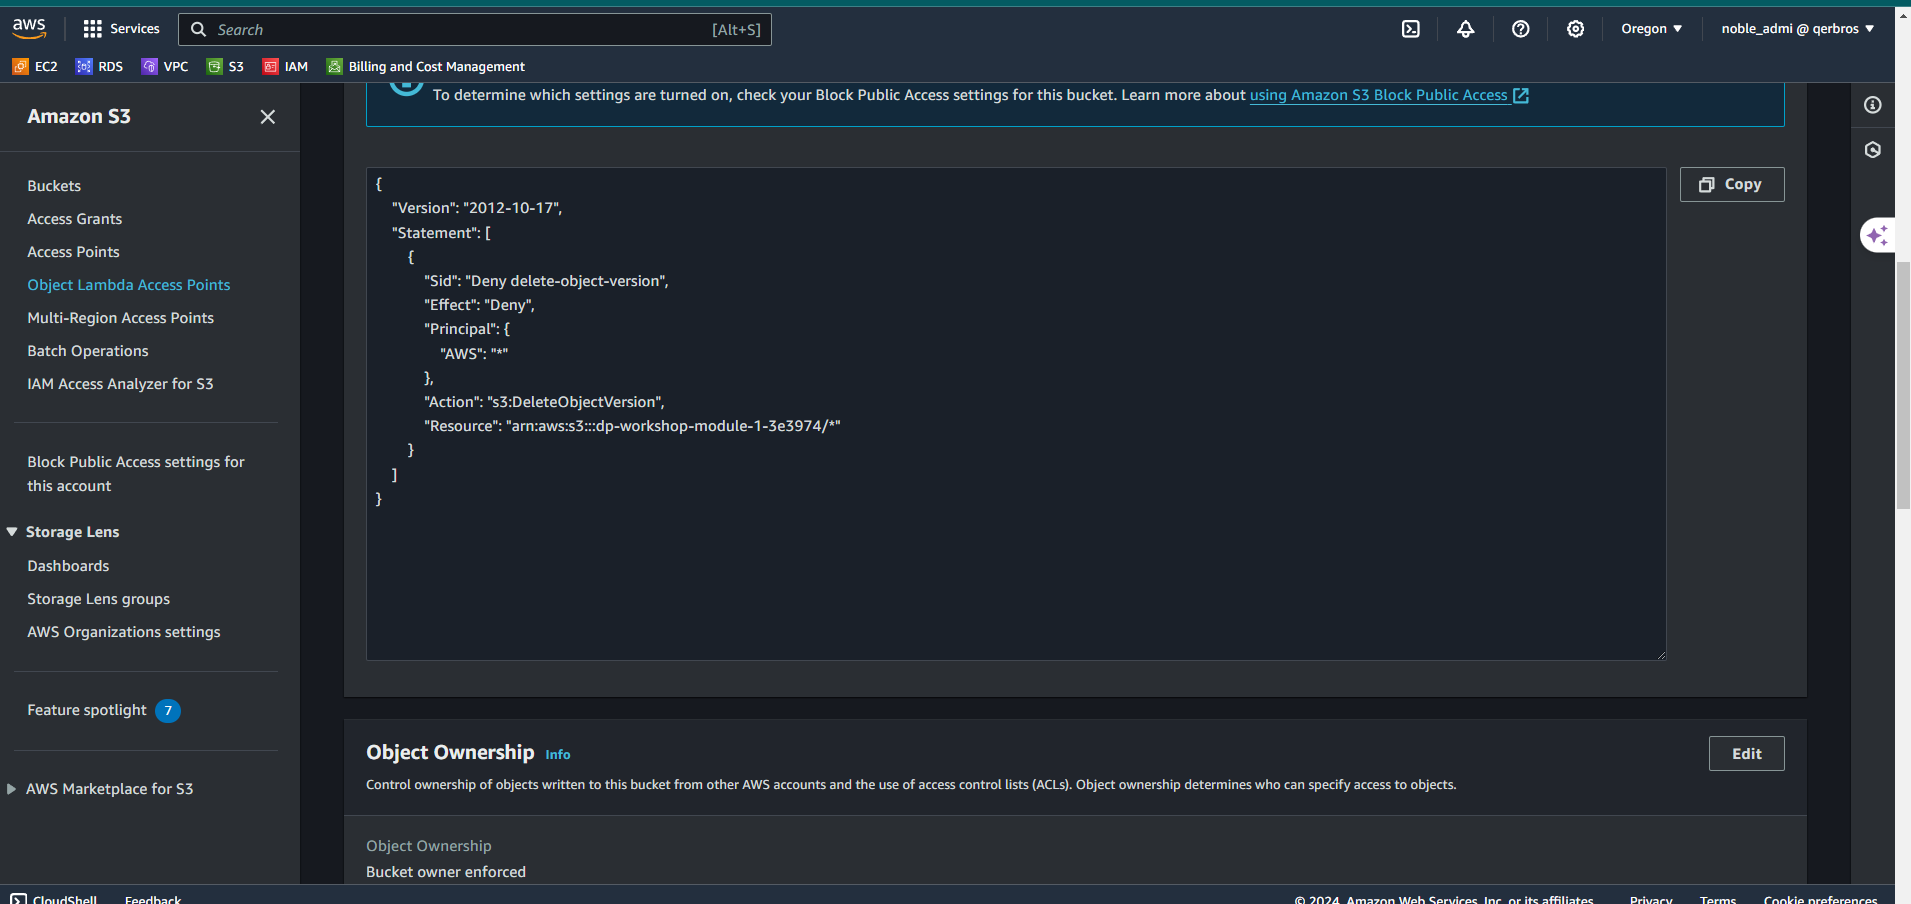 aws
Services
Search
[Alt+S]
Oregon
noble_admi @ qerbros
EC2
RDS
VPC
S3
IAM
Billing and Cost Management
Amazon S3
Buckets
Access Grants
Access Points
Object Lambda Access Points
Multi-Region Access Points
Batch Operations
IAM Access Analyzer for S3
Block Public Access settings for
this account
Storage Lens
Dashboards
Storage Lens groups
AWS Organizations settings
Feature spotlight 7
AWS Marketplace for S3
To determine which settings are turned on, check your Block Public Access settings for this bucket. Learn more about using Amazon S3 Block Public Access
Copy
{
"Version": "2012-10-17",
"Statement": [
{
"Sid": "Deny delete-object-version",
"Effect": "Deny",
"Principal": {
"AWS": "*"
},
"Action": "s3:DeleteObjectVersion",
"Resource": "arn:aws:s3:::dp-workshop-module-1-3e3974/*"
}
]
}
Object Ownership Info
Edit
Control ownership of objects written to this bucket from other AWS accounts and the use of access control lists (ACLs). Object ownership determines who can specify access to objects.
Object Ownership
Bucket owner enforced
CloudShell
Feedback
© 2024, Amazon Web Services, Inc. or its affiliates.
Privacy
Terms
Cookie preferences